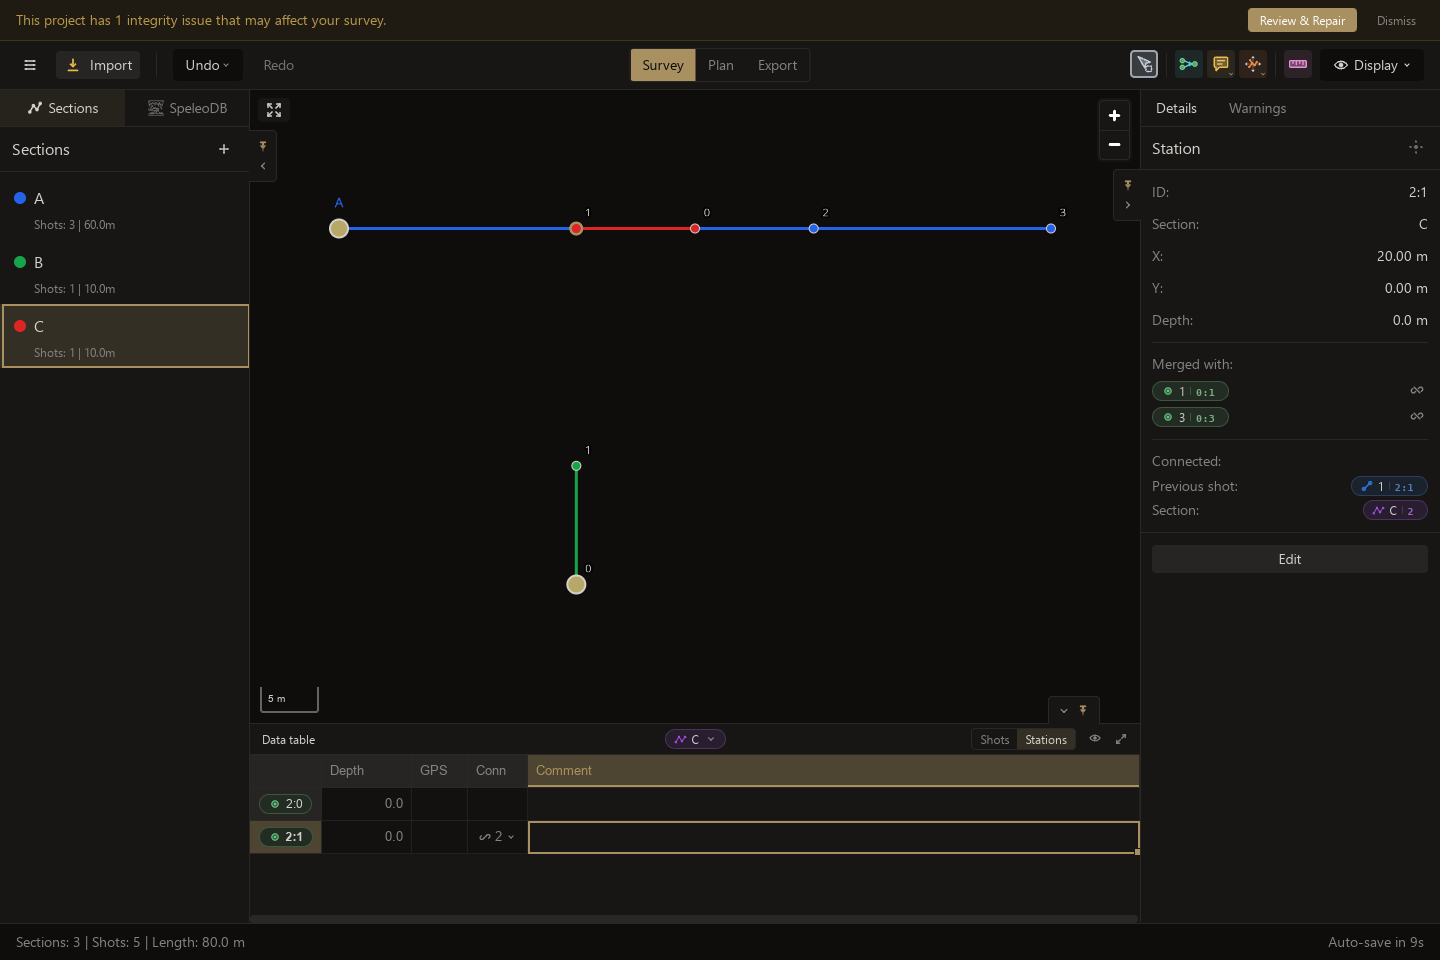 This project has 1 integrity issue that may affect your survey.
Review & Repair
Dismiss
Import
Undo
Redo
Survey
Plan
Export
Display
Sections
SpeleoDB
Details
Warnings
Sections
Station
A
Shots: 3 | 60.0m
B
Shots: 1 | 10.0m
C
Shots: 1 | 10.0m
A
1
0
2
3
1
0
5 m
ID: 2:1
Section: C
X: 20.00 m
Y: 0.00 m
Depth: 0.0 m
Merged with:
1 | 0:1
3 | 0:3
Connected:
Previous shot: 1 | 2:1
Section: C | 2
Edit
Data table
C
Shots
Stations
Depth GPS Conn Comment
2:0 0.0
2:1 0.0 2
Sections: 3 | Shots: 5 | Length: 80.0 m
Auto-save in 9s